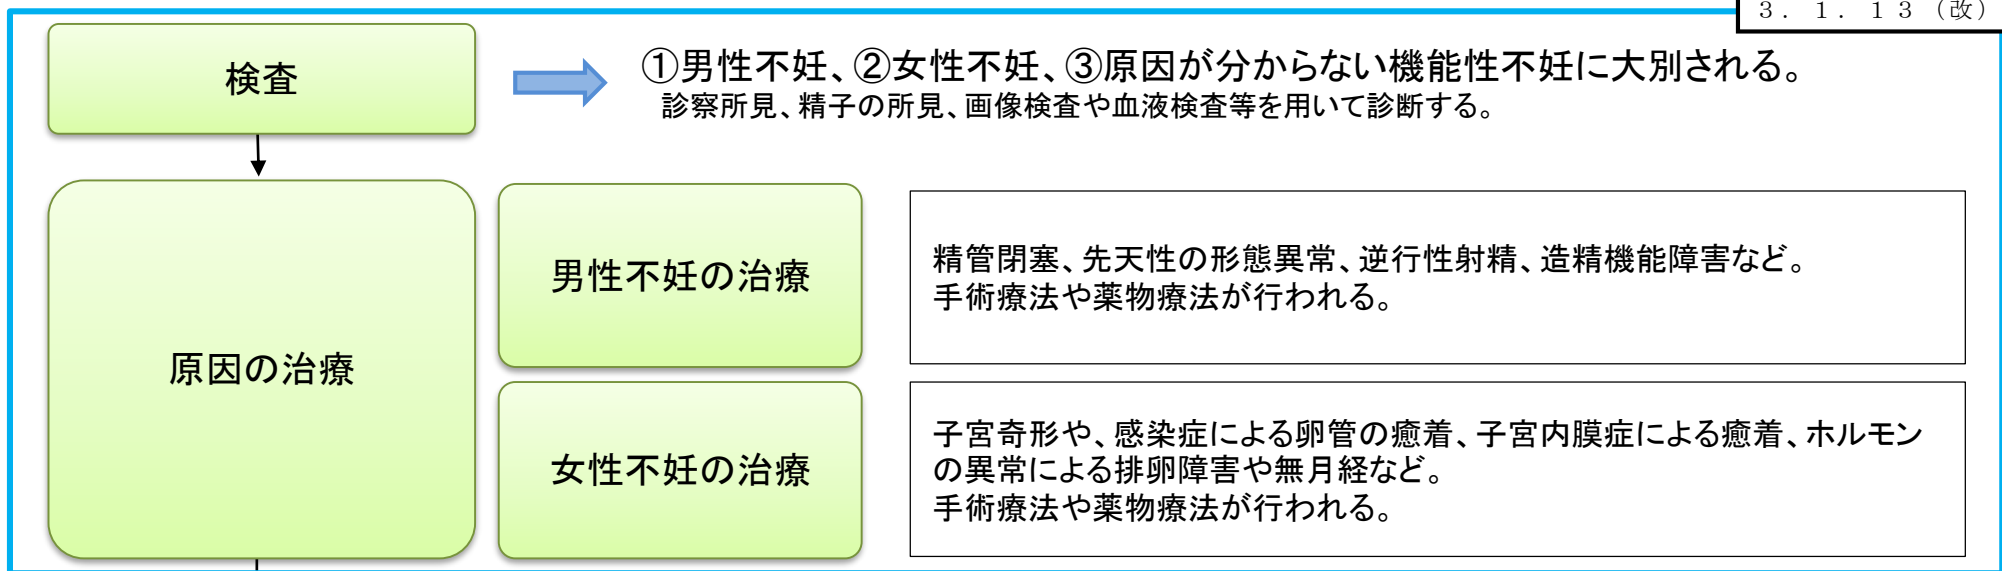 ３．１．１３（改）
検査
①男性不妊、②女性不妊、③原因が分からない機能性不妊に大別される。
診察所見、精子の所見、画像検査や血液検査等を用いて診断する。
原因の治療
男性不妊の治療
精管閉塞、先天性の形態異常、逆行性射精、造精機能障害など。
手術療法や薬物療法が行われる。
女性不妊の治療
子宮奇形や、感染症による卵管の癒着、子宮内膜症による癒着、ホルモン
の異常による排卵障害や無月経など。
手術療法や薬物療法が行われる。